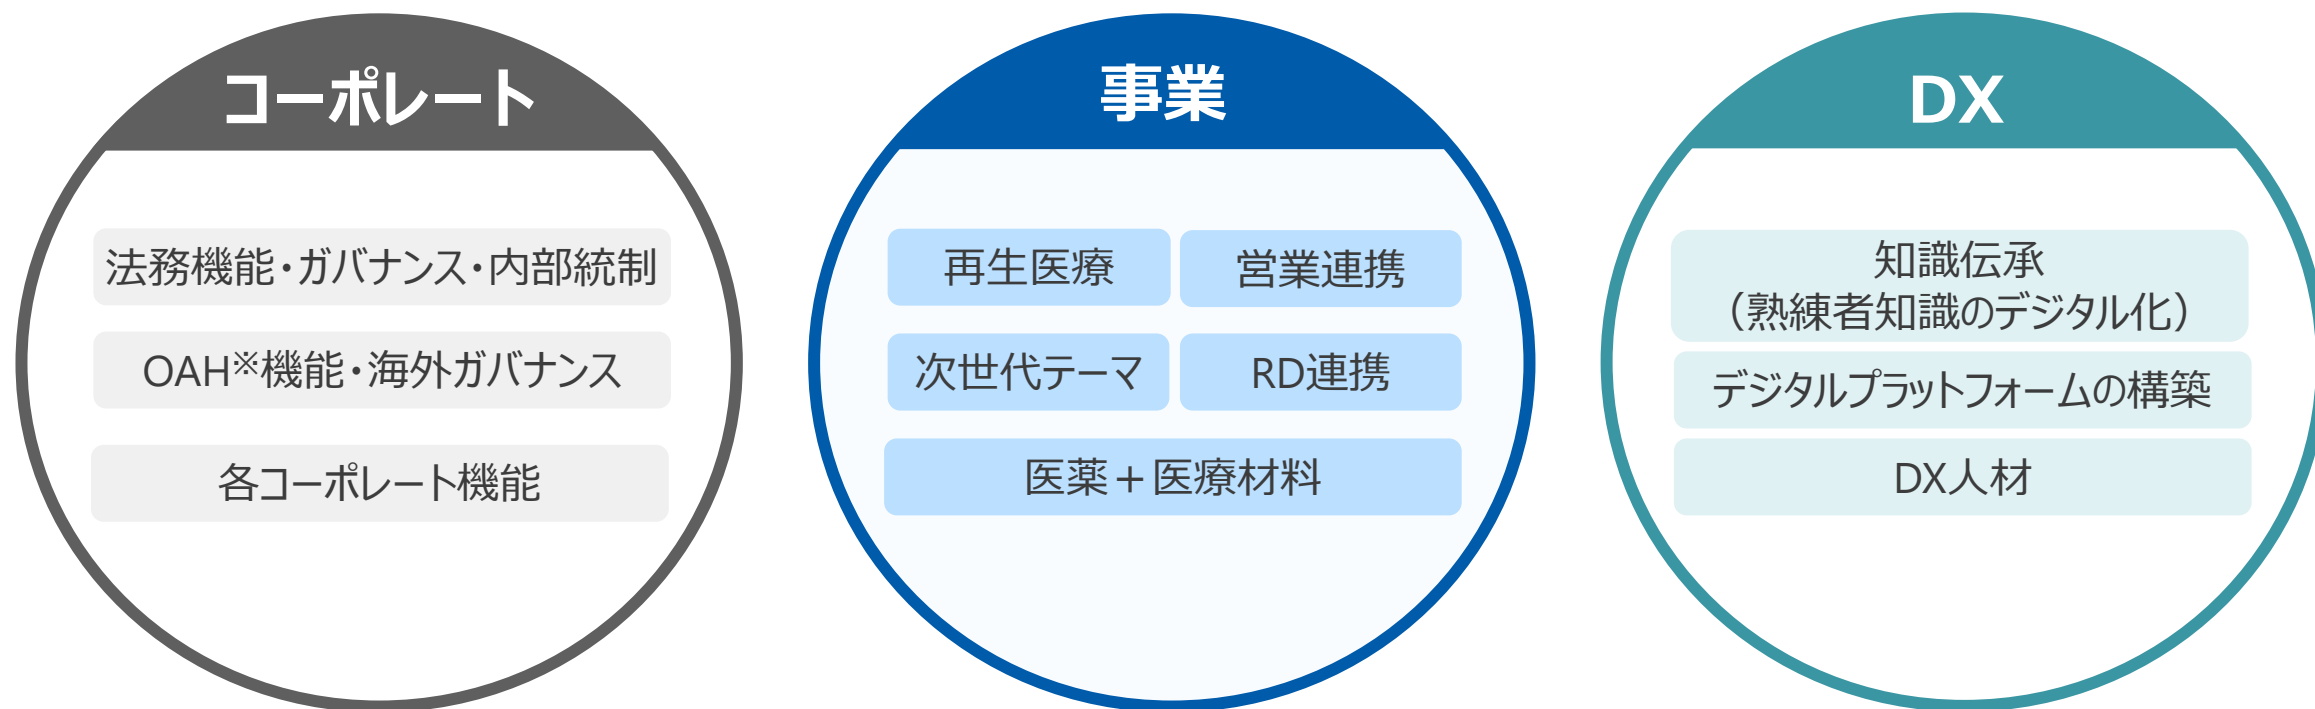 コーポレート
法務機能・ガバナンス・内部統制
OAH※機能・海外ガバナンス
各コーポレート機能
事業
再生医療
営業連携
次世代テーマ
RD連携
医薬＋医療材料
DX
知識伝承
（熟練者知識のデジタル化）
デジタルプラットフォームの構築
DX人材